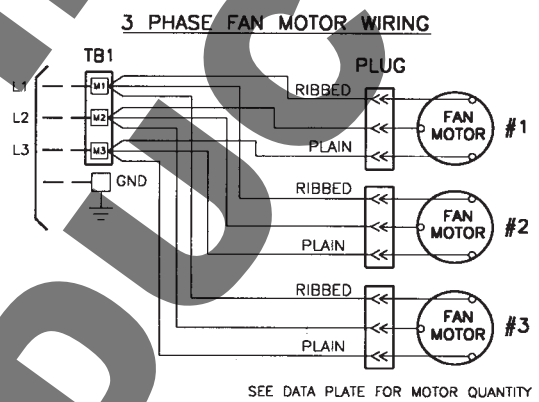 3 PHASE FAN MOTOR WIRING
TB1
PLUG
L1
M1
RIBBED
L2
M2
FAN
MOTOR
#1
L3
M3
PLAIN
GND
RIBBED
FAN
MOTOR
#2
PLAIN
RIBBED
FAN
MOTOR
#3
PLAIN
SEE DATA PLATE FOR MOTOR QUANTITY